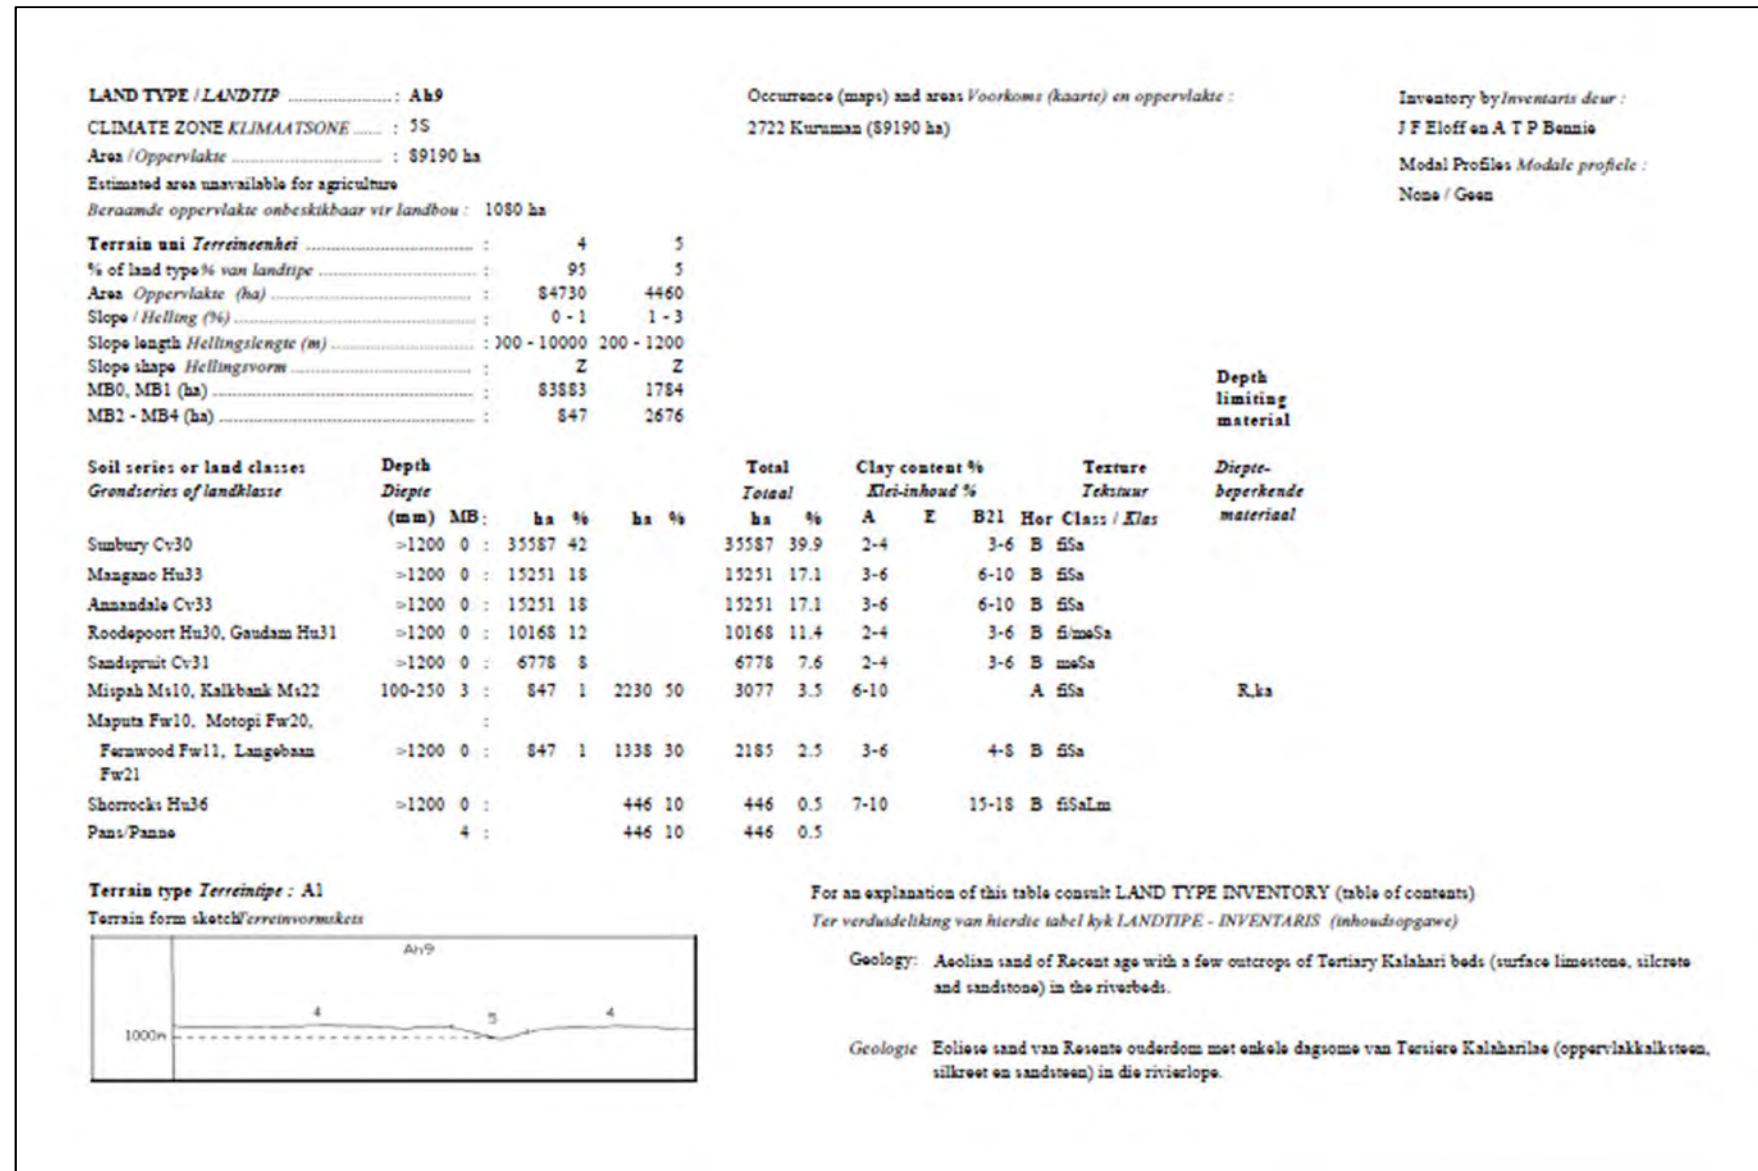 LAND TYPE / LANDTIP ........................ : Ah9
CLIMATE ZONE KLIMAATSONE ...... : 5S
Area / Oppervlakte ................................... : 89190 ha
Estimated area unavailable for agriculture
Beraamde oppervlakte onbeskikbaar vir landbou : 1080 ha
Occurrence (maps) and areas Voorkoms (kaarte) en oppervlakte :
2722 Kuruman (89190 ha)
Inventory by Inventaris deur :
J F Eloff en A T P Bennie
Modal Profiles Modale profiele :
None / Geen
Terrain uni Terreineenhei ....................................... : 4 5
% of land type % van landtipe ..................................... : 95 5
Area Oppervlakte (ha) .............................................. : 84730 4460
Slope / Helling (%) ........................................................ : 0 - 1 1 - 3
Slope length Hellingslengte (m) ................................. : 000 - 10000 200 - 1200
Slope shape Hellingsvorm .......................................... : Z Z
MB0, MB1 (ha) ............................................................. : 83883 1784
MB2 - MB4 (ha) ........................................................... : 847 2676
Depth limiting material
Soil series or land classes Depth Total Clay content % Texture Diepte-
Grondseries of landklasse Diepte Totaal Klei-inhoud % Tekstuur beperkende
(mm) MB : ha % ha % ha % A E B21 Hor Class / Klas materiaal
Sunbury Cv30 >1200 0 : 35587 42 35587 39.9 2-4 3-6 B fiSa
Mangano Hu33 >1200 0 : 15251 18 15251 17.1 3-6 6-10 B fiSa
Annandale Cv33 >1200 0 : 15251 18 15251 17.1 3-6 6-10 B fiSa
Roodepoort Hu30, Gaudam Hu31 >1200 0 : 10168 12 10168 11.4 2-4 3-6 B fi/meSa
Sandspruit Cv31 >1200 0 : 6778 8 6778 7.6 2-4 3-6 B meSa
Mispah Ms10, Kalkbank Ms22 100-250 3 : 847 1 2230 50 3077 3.5 6-10 A fiSa R,ka
Maputa Fw10, Motopi Fw20, :
Fernwood Fw11, Langebaan >1200 0 : 847 1 1338 30 2185 2.5 3-6 4-8 B fiSa
Fw21
Shorrocks Hu36 >1200 0 : 446 10 446 0.5 7-10 15-18 B fiSaLm
Pans/Panne 4 : 446 10 446 0.5
Terrain type Terreintipe : A1
Terrain form sketch Terreinvormskets
Ah9
4
5
4
1000m
For an explanation of this table consult LAND TYPE INVENTORY (table of contents)
Ter verduideliking van hierdie tabel kyk LANDTIPE - INVENTARIS (inhoudsopgawe)
Geology: Aeolian sand of Recent age with a few outcrops of Tertiary Kalahari beds (surface limestone, silcrete
and sandstone) in the riverbeds.
Geologie Eoliese sand van Resente ouderdom met enkele dagsome van Tersiere Kalaharilae (oppervlakkalksteen,
silkreet en sandsteen) in die rivierlope.